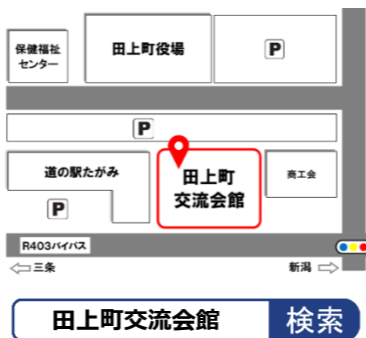 保健福祉
センター
田上町役場
P
P
道の駅たがみ
P
田上町
交流会館
商工会
R403バイパス
⇦三条
新潟⇨
田上町交流会館
検索